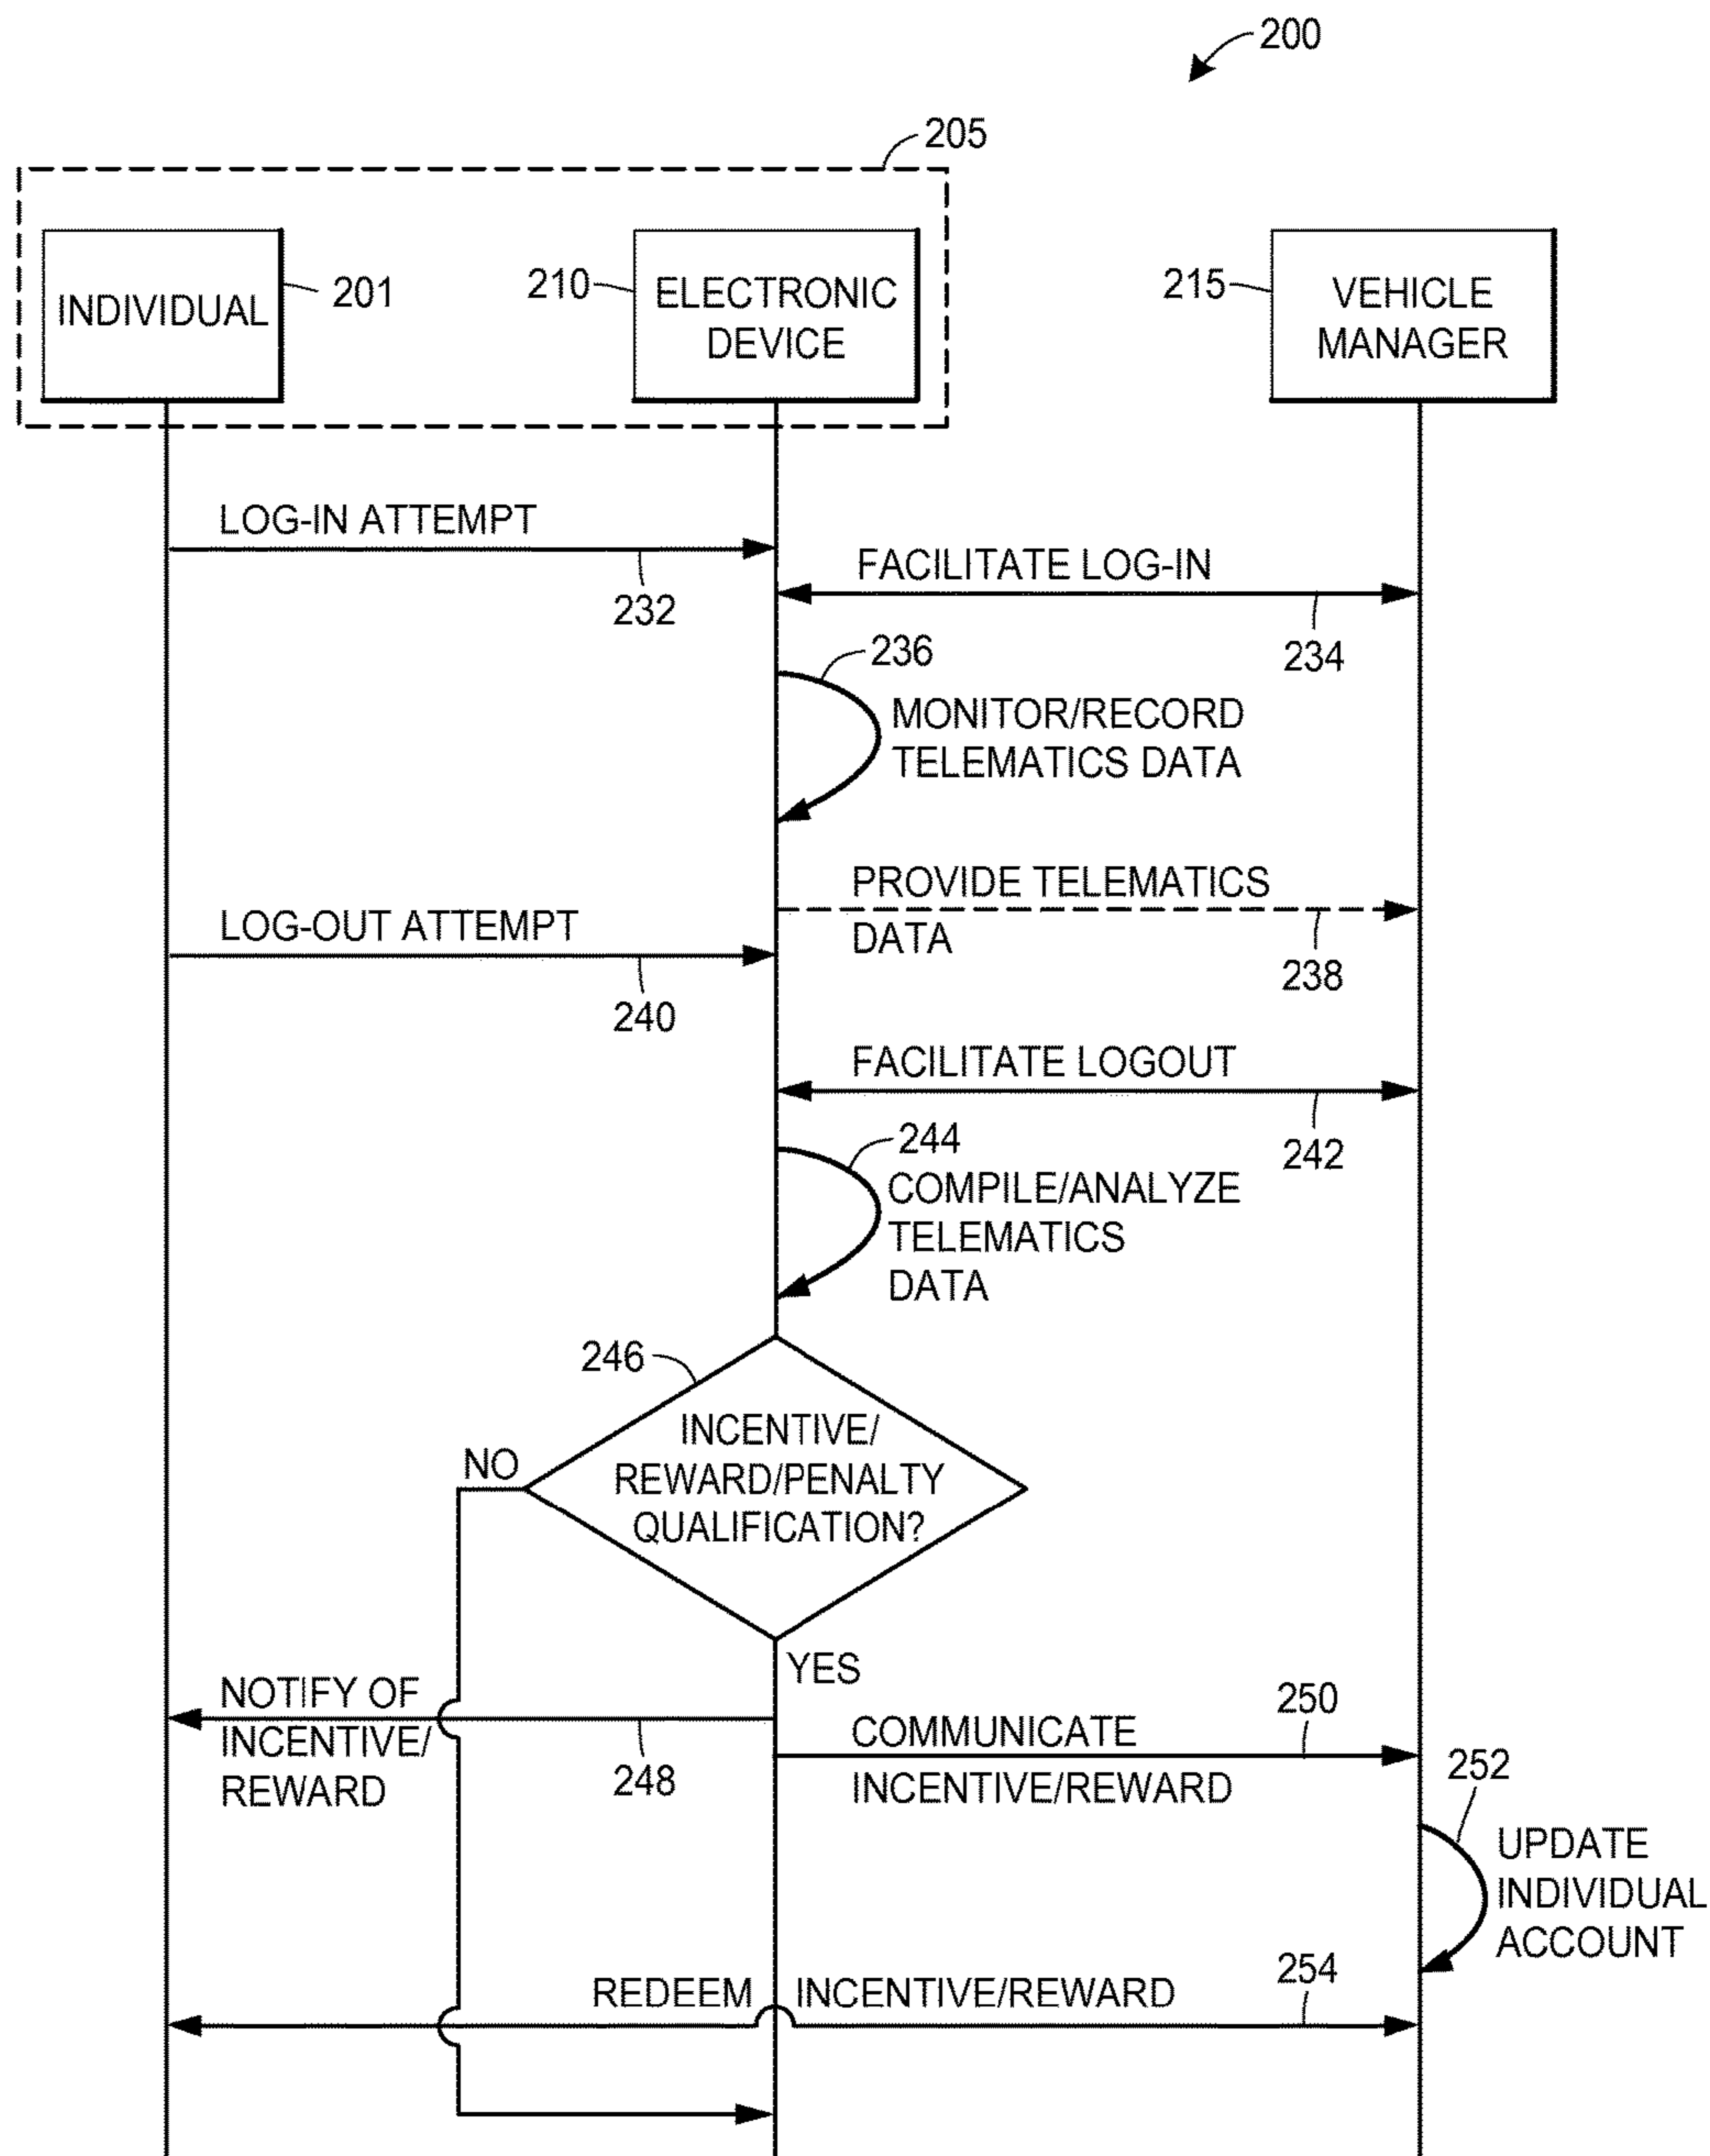 200
205
INDIVIDUAL
201
210
ELECTRONIC
DEVICE
215
VEHICLE
MANAGER
LOG-IN ATTEMPT
232
FACILITATE LOG-IN
234
236
MONITOR/RECORD
TELEMATICS DATA
PROVIDE TELEMATICS
DATA
238
LOG-OUT ATTEMPT
240
FACILITATE LOGOUT
242
244
COMPILE/ANALYZE
TELEMATICS
DATA
246
INCENTIVE/
REWARD/PENALTY
QUALIFICATION?
NO
YES
NOTIFY OF
INCENTIVE/
REWARD
248
COMMUNICATE
INCENTIVE/REWARD
250
252
UPDATE
INDIVIDUAL
ACCOUNT
REDEEM INCENTIVE/REWARD
254